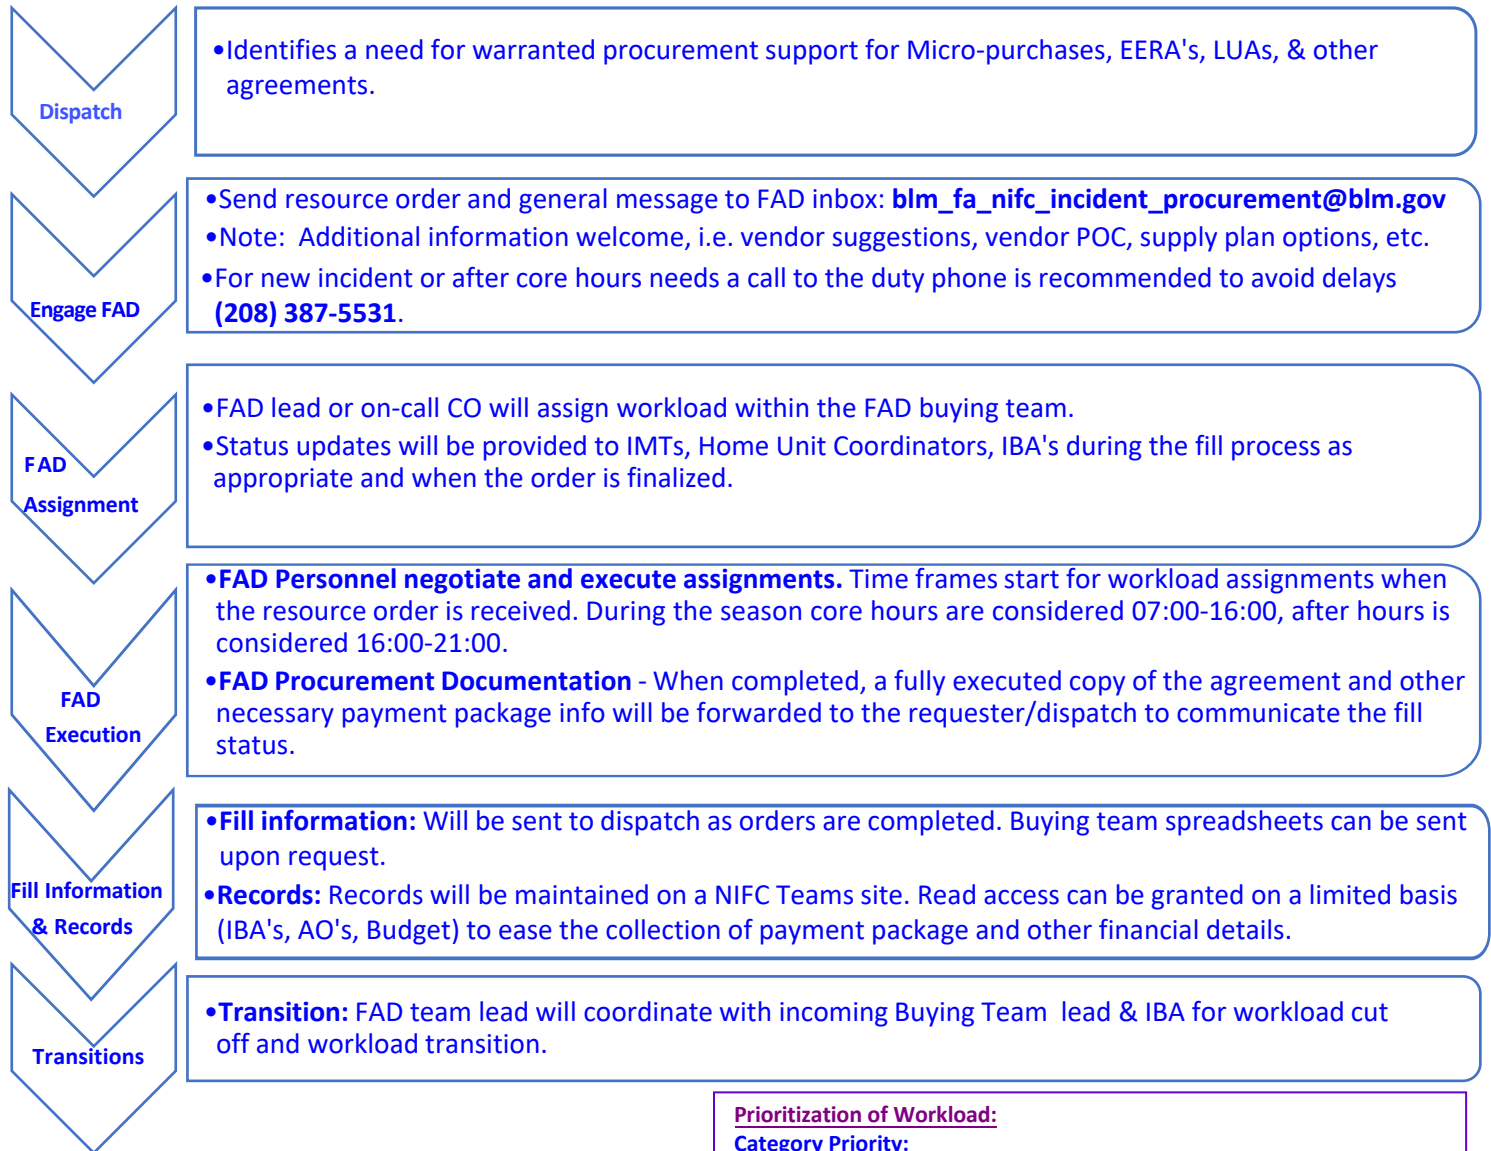 Dispatch
•Identifies a need for warranted procurement support for Micro-purchases, EERA's, LUAs, & other
agreements.
Engage FAD
•Send resource order and general message to FAD inbox: blm_fa_nifc_incident_procurement@blm.gov
•Note:  Additional information welcome, i.e. vendor suggestions, vendor POC, supply plan options, etc.
•For new incident or after core hours needs a call to the duty phone is recommended to avoid delays
(208) 387-5531.
FAD
Assignment
•FAD lead or on-call CO will assign workload within the FAD buying team.
•Status updates will be provided to IMTs, Home Unit Coordinators, IBA's during the fill process as
appropriate and when the order is finalized.
FAD
Execution
•FAD Personnel negotiate and execute assignments. Time frames start for workload assignments when
the resource order is received. During the season core hours are considered 07:00-16:00, after hours is
considered 16:00-21:00.
•FAD Procurement Documentation - When completed, a fully executed copy of the agreement and other
necessary payment package info will be forwarded to the requester/dispatch to communicate the fill
status.
Fill Information
& Records
•Fill information: Will be sent to dispatch as orders are completed. Buying team spreadsheets can be sent
upon request.
•Records: Records will be maintained on a NIFC Teams site. Read access can be granted on a limited basis
(IBA's, AO's, Budget) to ease the collection of payment package and other financial details.
Transitions
•Transition: FAD team lead will coordinate with incoming Buying Team  lead & IBA for workload cut
off and workload transition.
Prioritization of Workload:
Category Priority: